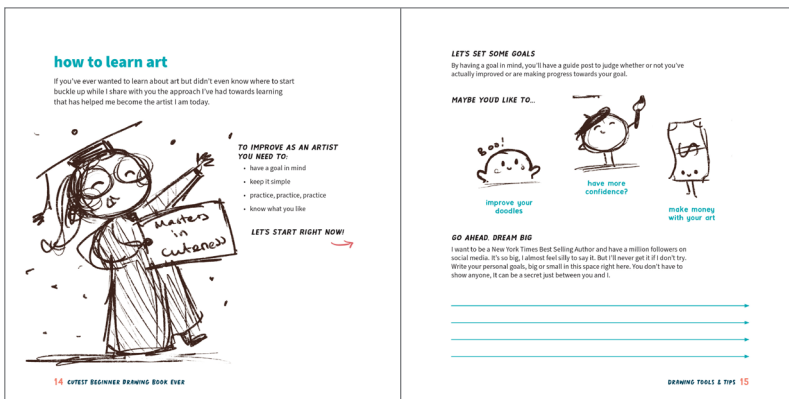 how to learn art
If you've ever wanted to learn about art but didn't even know where to start
buckle up while I share with you the approach I've had towards learning
that has helped me become the artist I am today.
TO IMPROVE AS AN ARTIST
YOU NEED TO:
• have a goal in mind
• keep it simple
• practice, practice, practice
• know what you like
LET'S START RIGHT NOW!
Masters
in
cuteness
14 CUTEST BEGINNER DRAWING BOOK EVER
LET'S SET SOME GOALS
By having a goal in mind, you'll have a guide post to judge whether or not you've
actually improved or are making progress towards your goal.
MAYBE YOU'D LIKE TO...
BOO!
improve your
doodles
have more
confidence?
$
make money
with your art
GO AHEAD, DREAM BIG
I want to be a New York Times Best Selling Author and have a million followers on
social media. It's so big, I almost feel silly to say it. But I'll never get it if I don't try.
Write your personal goals, big or small in this space right here. You don't have to
show anyone, It can be a secret just between you and I.
DRAWING TOOLS & TIPS 15